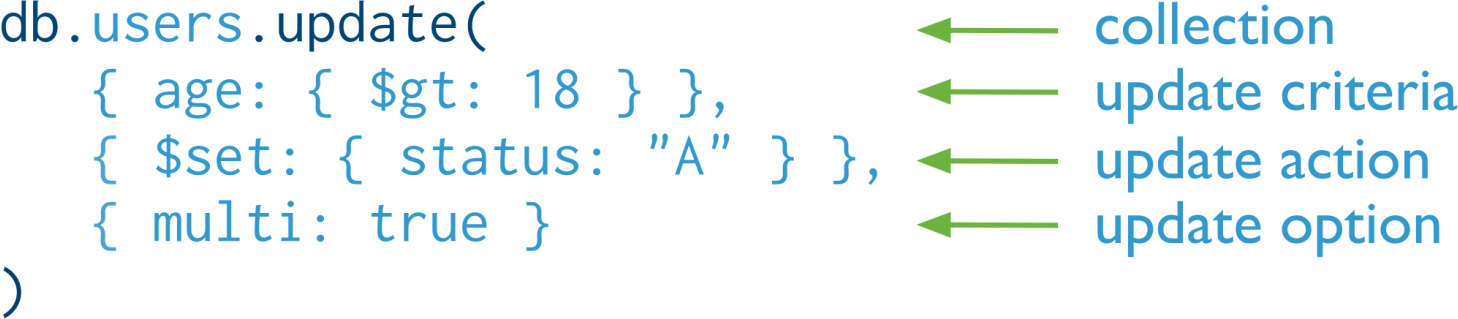 db.users.update( collection
{ age: { $gt: 18 } }, update criteria
{ $set: { status: "A" } }, update action
{ multi: true } update option
)